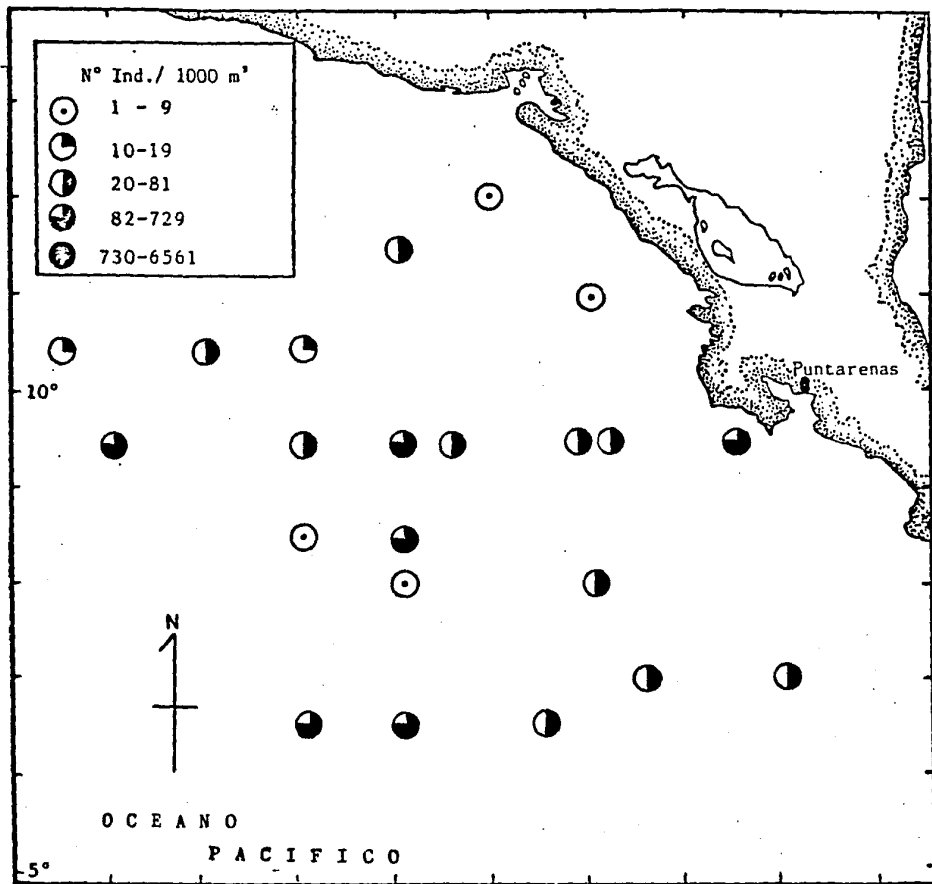 N° Ind./ 1000 m³
1 - 9
10-19
20-81
82-729
730-6561
Puntarenas
10°
N
OCEANO
PACIFICO
5°